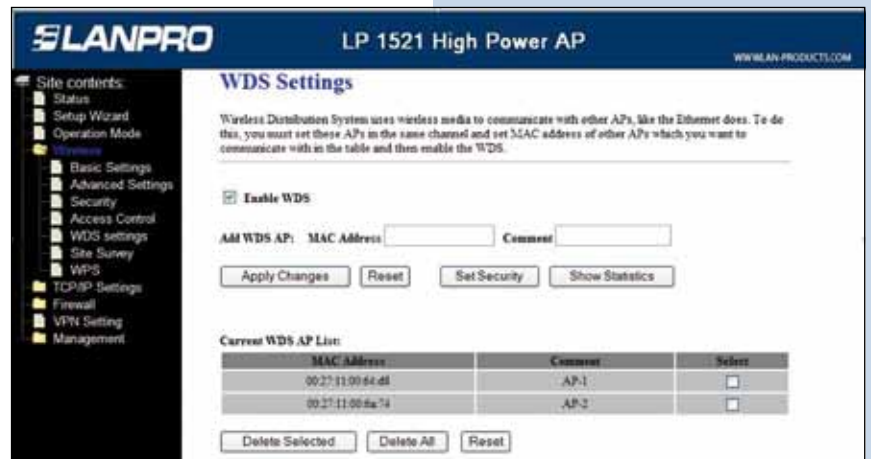 LANPRO
LP 1521 High Power AP
WWW.LAN-PRODUCTS.COM
Site contents:
Status
Setup Wizard
Operation Mode
Wireless
Basic Settings
Advanced Settings
Security
Access Control
WDS settings
Site Survey
WPS
TCP/IP Settings
Firewall
VPN Setting
Management
WDS Settings
Wireless Distribution System uses wireless media to communicate with other APs, like the Ethernet does. To do
this, you must set these APs in the same channel and set MAC address of other APs which you want to
communicate with in the table and then enable the WDS.
Enable WDS
Add WDS AP: MAC Address Comment
Apply Changes Reset Set Security Show Statistics
Current WDS AP List:
MAC Address Comment Select
AP-1
00:27:11:00:6a:74 AP-2
Delete Selected Delete All Reset